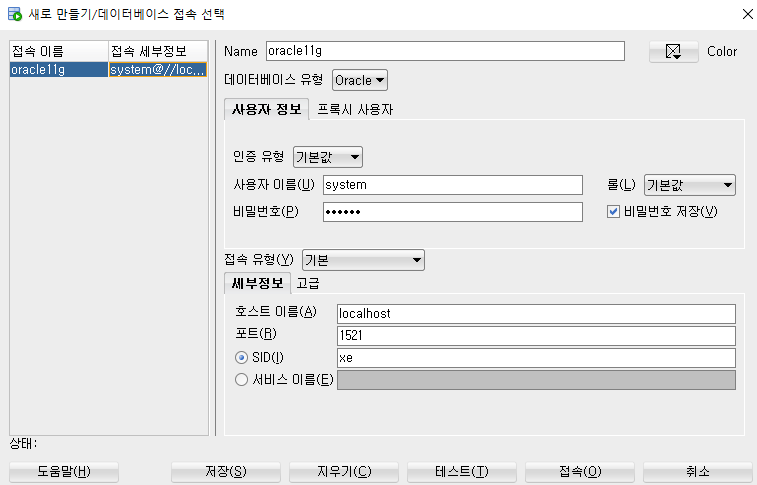 새로 만들기/데이터베이스 접속 선택
접속 이름 접속 세부정보
oracle11g system@//loc...
Name oracle11g Color
데이터베이스 유형 Oracle
사용자 정보 프록시 사용자
인증 유형 기본값
사용자 이름(U) system 롤(L) 기본값
비밀번호(P) •••••• 비밀번호 저장(V)
접속 유형(Y) 기본
세부정보 고급
호스트 이름(A) localhost
포트(R) 1521
SID(I) xe
서비스 이름(E)
상태:
도움말(H) 저장(S) 지우기(C) 테스트(T) 접속(O) 취소